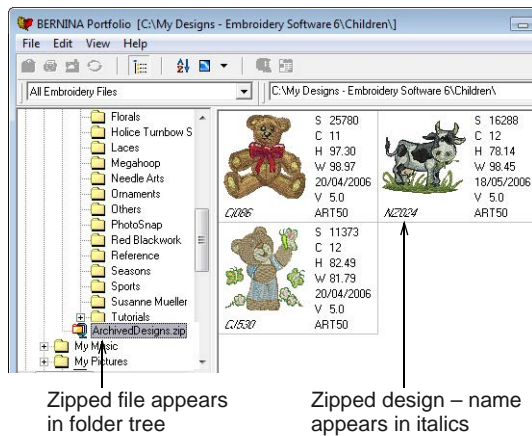 BERNINA Portfolio [C:\My Designs - Embroidery Software 6\Children\]
File Edit View Help
All Embroidery Files
C:\My Designs - Embroidery Software 6\Children\
Florals
Holice Turnbow S
Laces
Megahoop
Needle Arts
Ornaments
Others
PhotoSnap
Red Blackwork
Reference
Seasons
Sports
Susanne Mueller
Tutorials
ArchivedDesigns.zip
My Music
My Pictures
S 25780
C 11
H 97.30
W 98.97
20/04/2006
V 5.0
ART50
CJ086
S 16288
C 12
H 78.14
W 98.45
18/05/2006
V 5.0
ART50
NZ024
S 11373
C 12
H 82.49
W 81.79
20/04/2006
V 5.0
ART50
CJ530
Zipped file appears
in folder tree
Zipped design – name
appears in italics